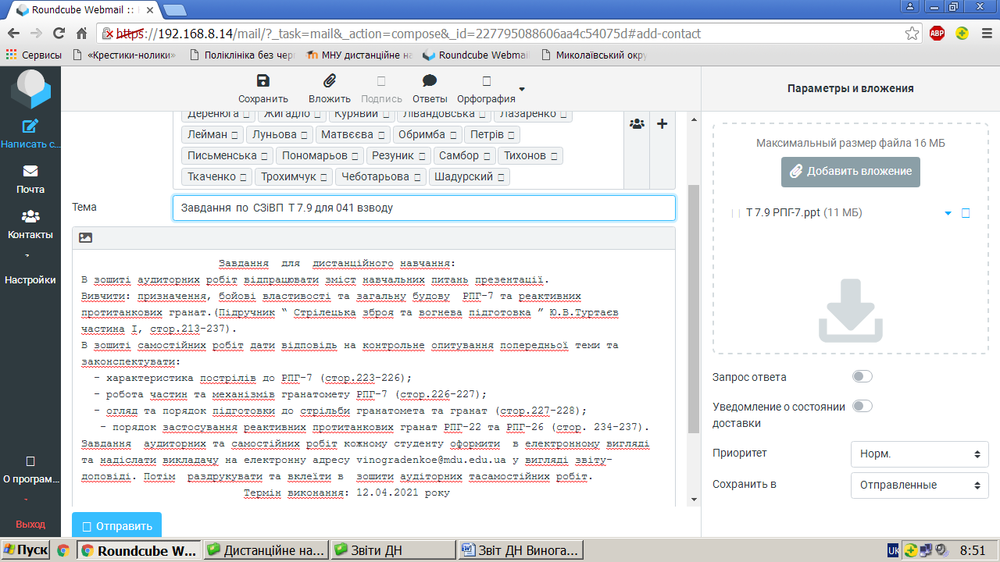 Roundcube Webmail ::
https://192.168.8.14/mail/?_task=mail&_action=compose&_id=227795088606aa4c54075d#add-contact
ABP
Сервисы «Крестики-нолики» Поліклініка без чер МНУ дистанційне на Roundcube Webmail Миколаївський окру
Написать с...
Почта
Контакты
Настройки
О програм...
Выход
Сохранить Вложить Подпись Ответы Орфография
Деренюга Жигадло Курявий Лівандовська Лазаренко
Лейман Луньова Матвєєва Обримба Петрів
Письменська Пономарьов Резуник Самбор Тихонов
Ткаченко Трохимчук Чеботарьова Шадурский
Тема Завдання по СЗіВП Т 7.9 для 041 взводу
Завдання для дистанційного навчання:
В зошиті аудиторних робіт відпрацювати зміст навчальних питань презентації.
Вивчити: призначення, бойові властивості та загальну будову РПГ-7 та реактивних
протитанкових гранат.(Підручник “ Стрілецька зброя та вогнева підготовка ” Ю.В.Туртаєв
частина І, стор.213-237).
В зошиті самостійних робіт дати відповідь на контрольне опитування попередньої теми та
законспектувати:
- характеристика пострілів до РПГ-7 (стор.223-226);
- робота частин та механізмів гранатомету РПГ-7 (стор.226-227);
- огляд та порядок підготовки до стрільби гранатомета та гранат (стор.227-228);
- порядок застосування реактивних протитанкових гранат РПГ-22 та РПГ-26 (стор. 234-237).
Завдання аудиторних та самостійних робіт кожному студенту оформити в електронному вигляді
та надіслати викладачу на електронну адресу vinogradenkoe@mdu.edu.ua у вигляді звіту-
доповіді. Потім раздрукувати та вклеїти в зошити аудіторних тасамостійних робіт.
Термін виконання: 12.04.2021 року
Отправить
Параметры и вложения
Максимальный размер файла 16 МБ
Добавить вложение
Т 7.9 РПГ-7.ppt (11 МБ)
Запрос ответа
Уведомление о состоянии
доставки
Приоритет Норм.
Сохранить в Отправленные
Пуск Roundcube W... Дистанційне на... Звіти ДН Звіт ДН Винога... UK 8:51